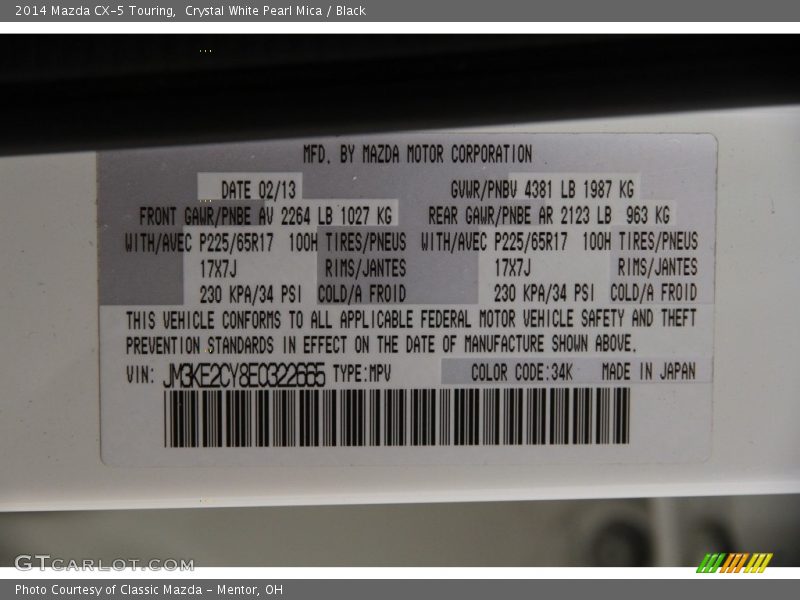 2014 Mazda CX-5 Touring,  Crystal White Pearl Mica / Black
MFD. BY MAZDA MOTOR CORPORATION
DATE 02/13 GVWR/PNBV 4381 LB 1987 KG
FRONT GAWR/PNBE AV 2264 LB 1027 KG REAR GAWR/PNBE AR 2123 LB 963 KG
WITH/AVEC P225/65R17 100H TIRES/PNEUS WITH/AVEC P225/65R17 100H TIRES/PNEUS
17X7J RIMS/JANTES 17X7J RIMS/JANTES
230 KPA/34 PSI COLD/A FROID 230 KPA/34 PSI COLD/A FROID
THIS VEHICLE CONFORMS TO ALL APPLICABLE FEDERAL MOTOR VEHICLE SAFETY AND THEFT
PREVENTION STANDARDS IN EFFECT ON THE DATE OF MANUFACTURE SHOWN ABOVE.
VIN: JM3KE2CY8E0322665 TYPE:MPV COLOR CODE:34K MADE IN JAPAN
GTCARLOT.COM
Photo Courtesy of Classic Mazda - Mentor, OH